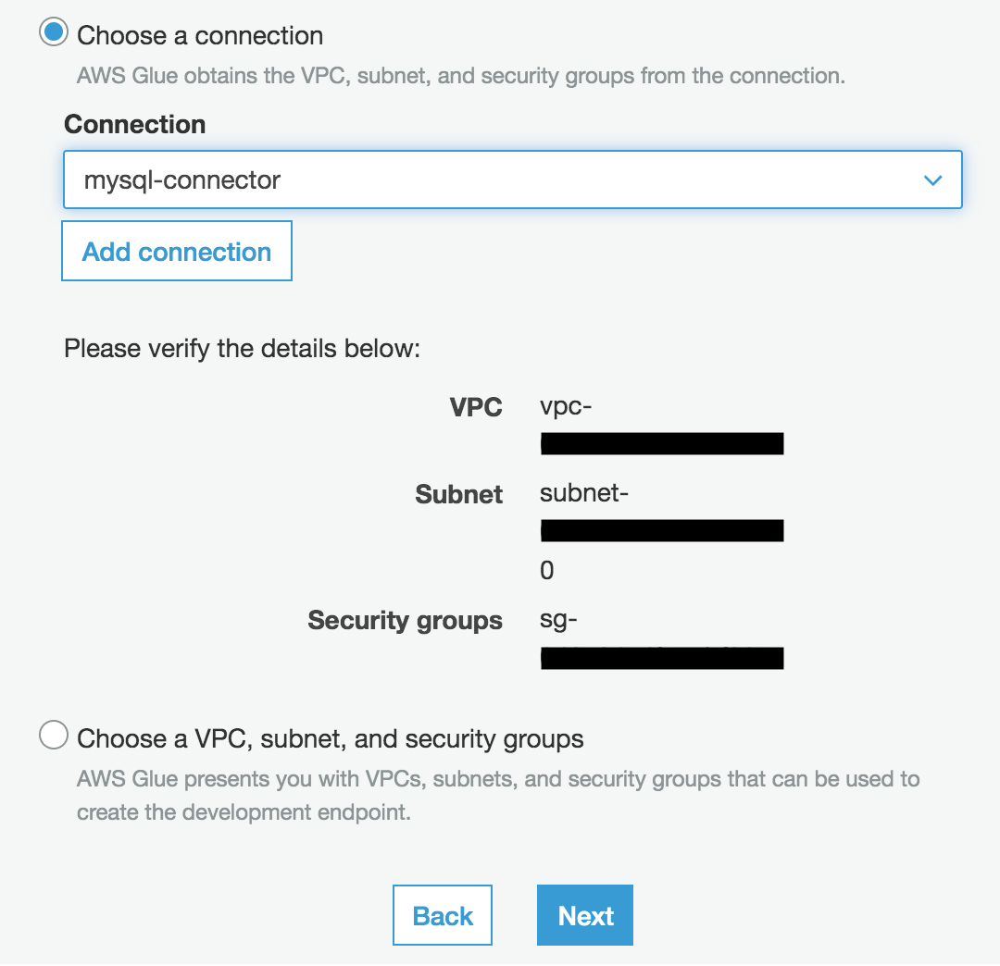 Choose a connection
AWS Glue obtains the VPC, subnet, and security groups from the connection.
Connection
mysql-connector
Add connection
Please verify the details below:
VPC vpc-
Subnet subnet-
0
Security groups sg-
Choose a VPC, subnet, and security groups
AWS Glue presents you with VPCs, subnets, and security groups that can be used to
create the development endpoint.
Back Next